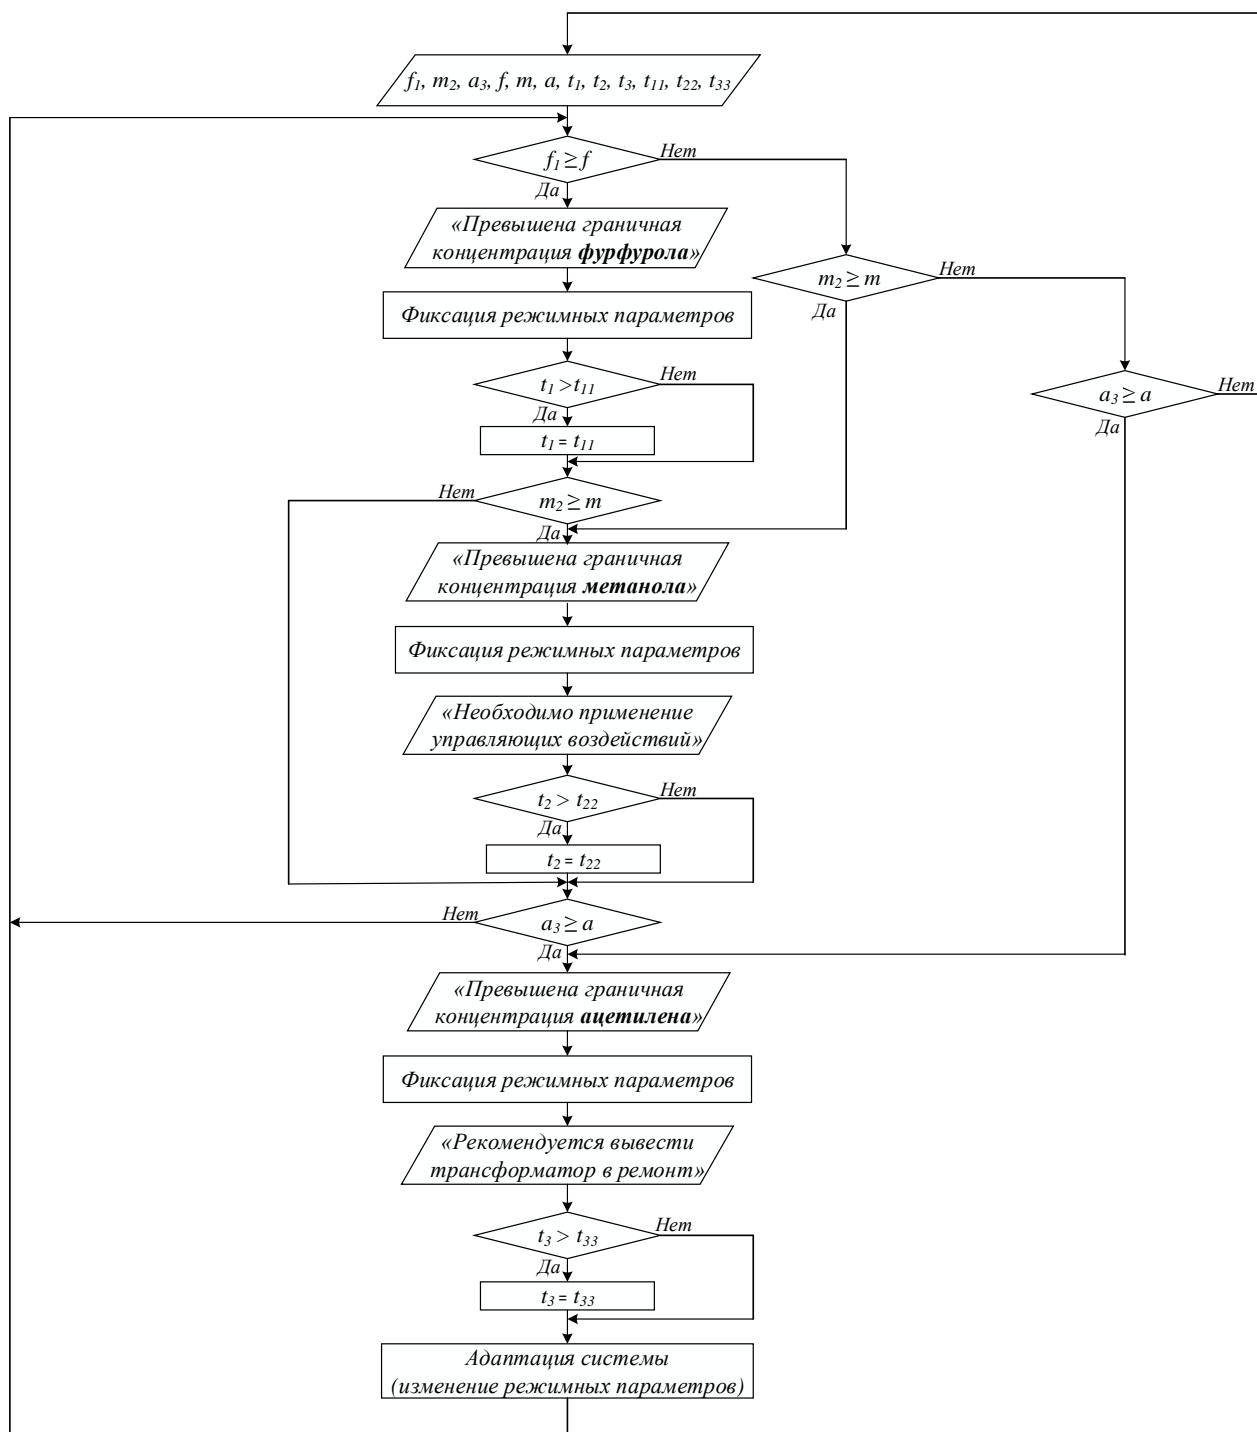 f₁, m₂, a₃, f, m, a, t₁, t₂, t₃, t₁₁, t₂₂, t₃₃
f₁ ≥ f
Нет
Да
«Превышена граничная
концентрация фурфурола»
m₂ ≥ m
Нет
Да
Фиксация режимных параметров
t₁ > t₁₁
Нет
Да
a₃ ≥ a
Нет
Да
t₁ = t₁₁
Нет
m₂ ≥ m
Да
«Превышена граничная
концентрация метанола»
Фиксация режимных параметров
«Необходимо применение
управляющих воздействий»
t₂ > t₂₂
Нет
Да
t₂ = t₂₂
Нет
a₃ ≥ a
Да
«Превышена граничная
концентрация ацетилена»
Фиксация режимных параметров
«Рекомендуется вывести
трансформатор в ремонт»
t₃ > t₃₃
Нет
Да
t₃ = t₃₃
Адаптация системы
(изменение режимных параметров)